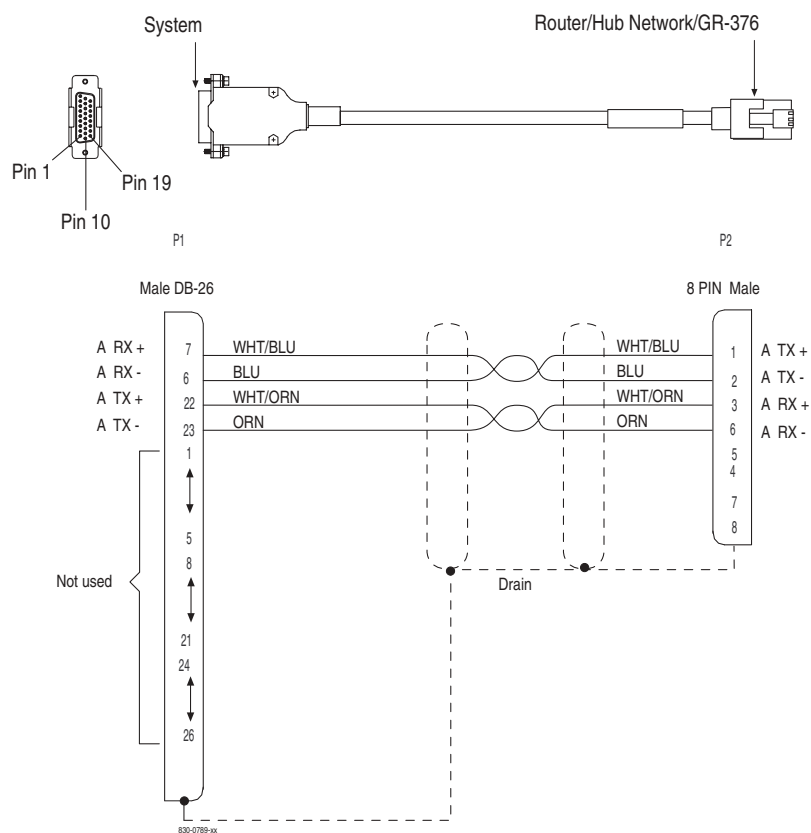 System
Router/Hub Network/GR-376
Pin 1
Pin 19
Pin 10
P1
P2
Male DB-26
8 PIN Male
A RX + 7 WHT/BLU WHT/BLU 1 A TX +
A RX - 6 BLU BLU 2 A TX -
A TX + 22 WHT/ORN WHT/ORN 3 A RX +
A TX - 23 ORN ORN 6 A RX -
1 5
4
7
5 8
8
Not used
Drain
21
24
26
830-0789-xx